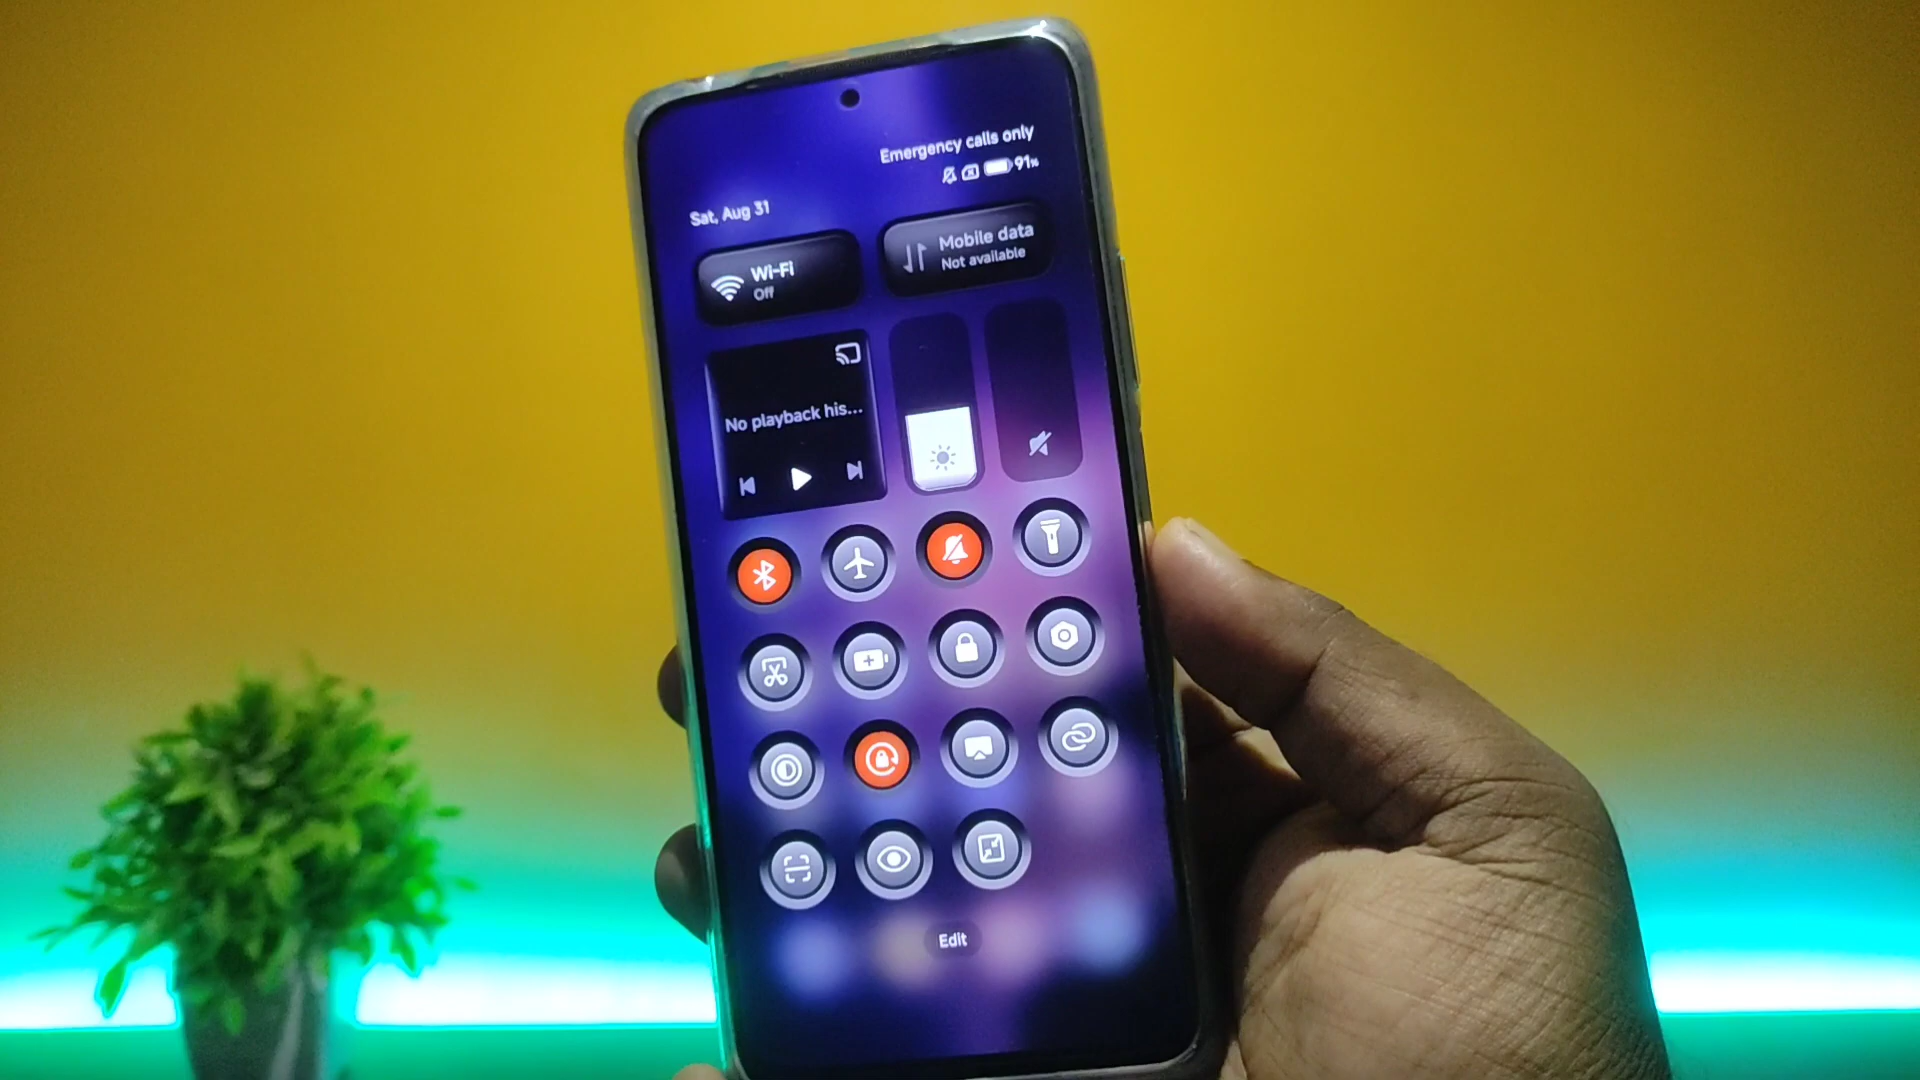 Emergency calls only
91%
Sat, Aug 31
Wi-Fi
Off
Mobile data
Not available
No playback his...
Edit